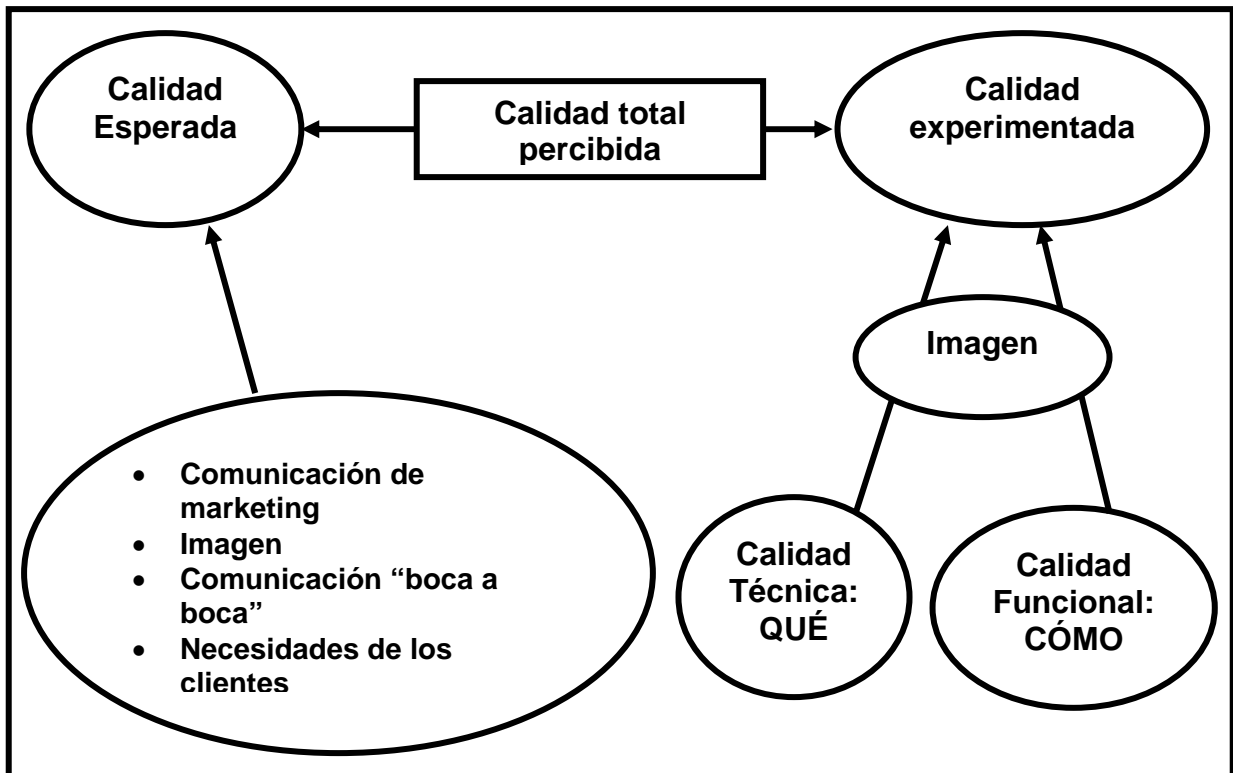 Calidad
Esperada
Calidad total
percibida
Calidad
experimentada
Imagen
• Comunicación de
marketing
• Imagen
• Comunicación “boca a
boca”
• Necesidades de los
clientes
Calidad
Técnica:
QUÉ
Calidad
Funcional:
CÓMO